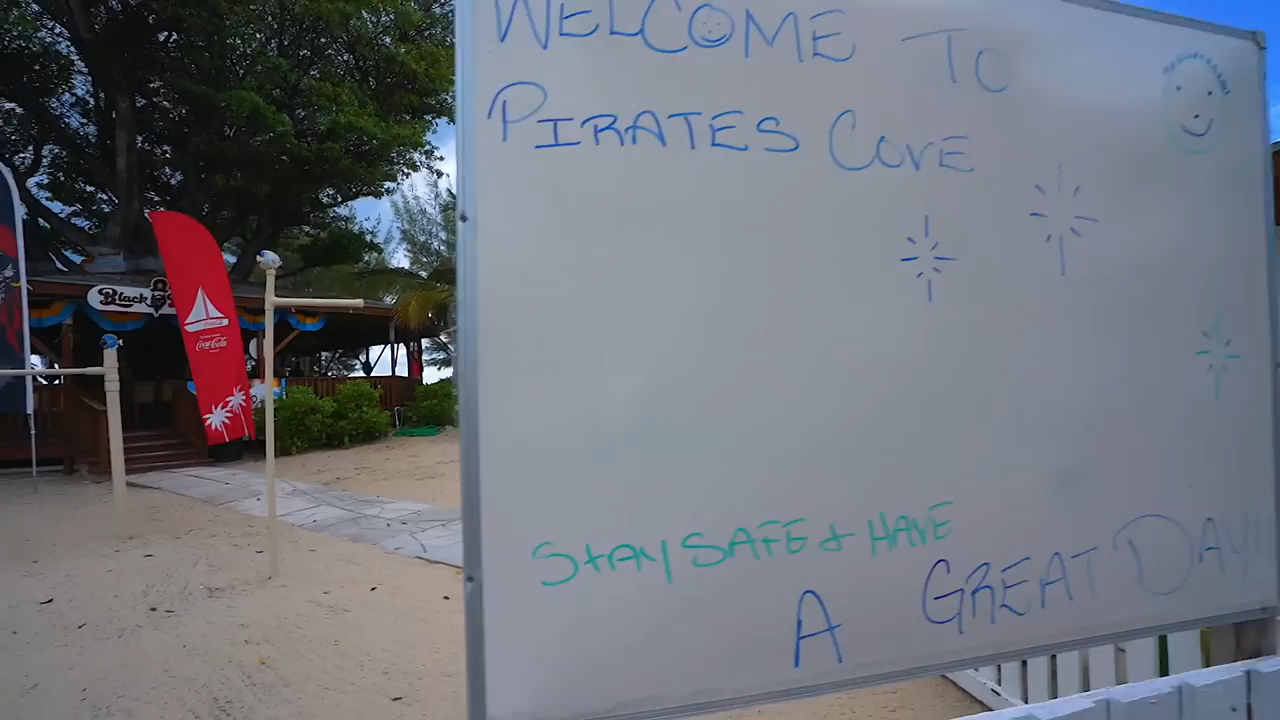 WELCOME TO
PIRATES COVE
STAY SAFE & HAVE
A GREAT DAY!!
Black
Coca-Cola